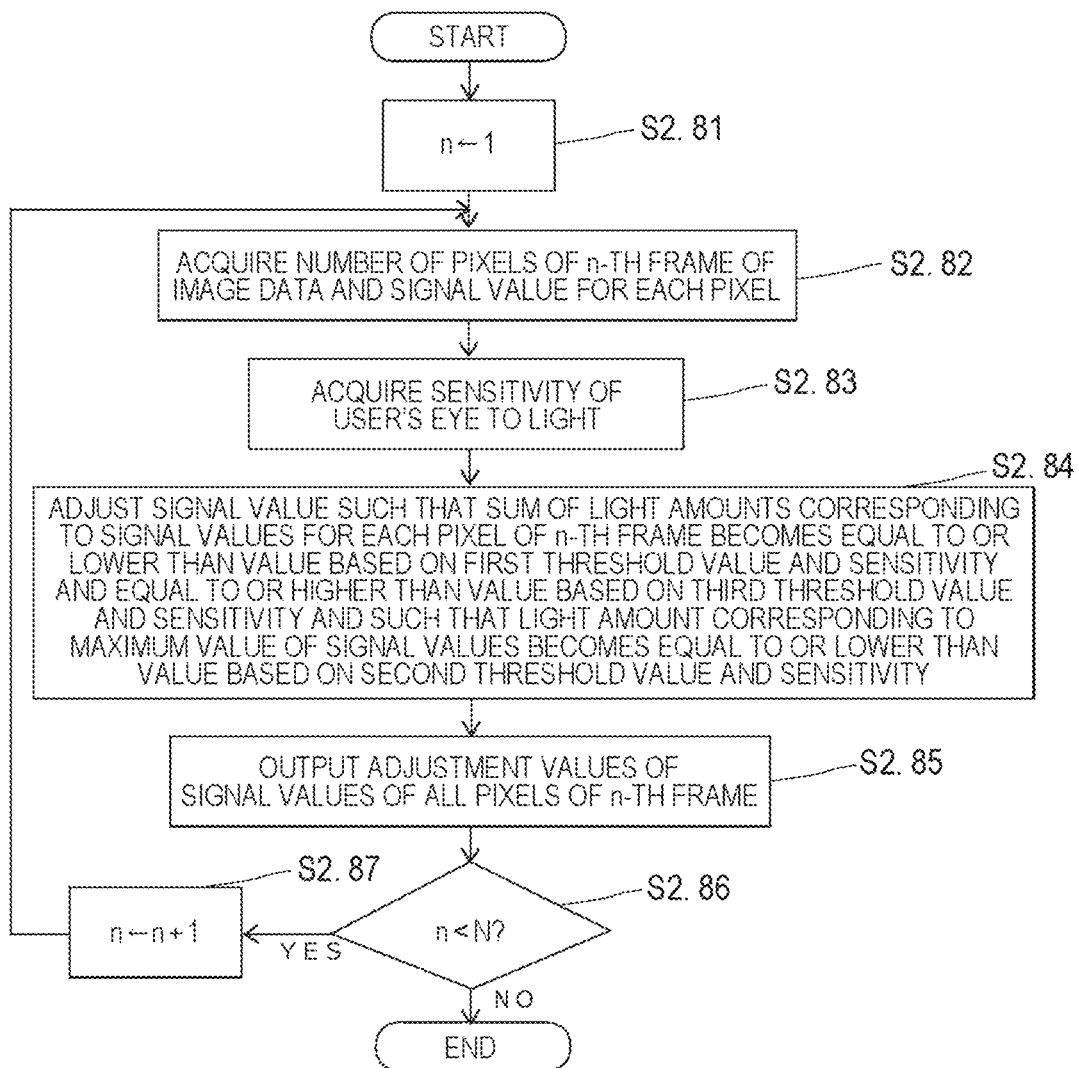 START
n←1
S2. 81
ACQUIRE NUMBER OF PIXELS OF n-TH FRAME OF
IMAGE DATA AND SIGNAL VALUE FOR EACH PIXEL
S2. 82
ACQUIRE SENSITIVITY OF
USER'S EYE TO LIGHT
S2. 83
S2. 84
ADJUST SIGNAL VALUE SUCH THAT SUM OF LIGHT AMOUNTS CORRESPONDING
TO SIGNAL VALUES FOR EACH PIXEL OF n-TH FRAME BECOMES EQUAL TO OR
LOWER THAN VALUE BASED ON FIRST THRESHOLD VALUE AND SENSITIVITY
AND EQUAL TO OR HIGHER THAN VALUE BASED ON THIRD THRESHOLD VALUE
AND SENSITIVITY AND SUCH THAT LIGHT AMOUNT CORRESPONDING TO
MAXIMUM VALUE OF SIGNAL VALUES BECOMES EQUAL TO OR LOWER THAN
VALUE BASED ON SECOND THRESHOLD VALUE AND SENSITIVITY
OUTPUT ADJUSTMENT VALUES OF
SIGNAL VALUES OF ALL PIXELS OF n-TH FRAME
S2. 85
S2. 87
S2. 86
n←n+1
YES
n<N?
NO
END